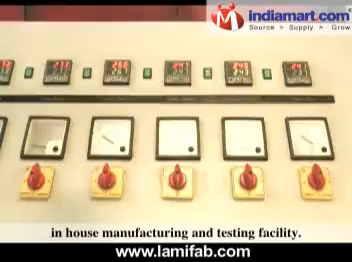 indiamart.com
Source > Supply > Grow
in house manufacturing and testing facility.
www.lamifab.com